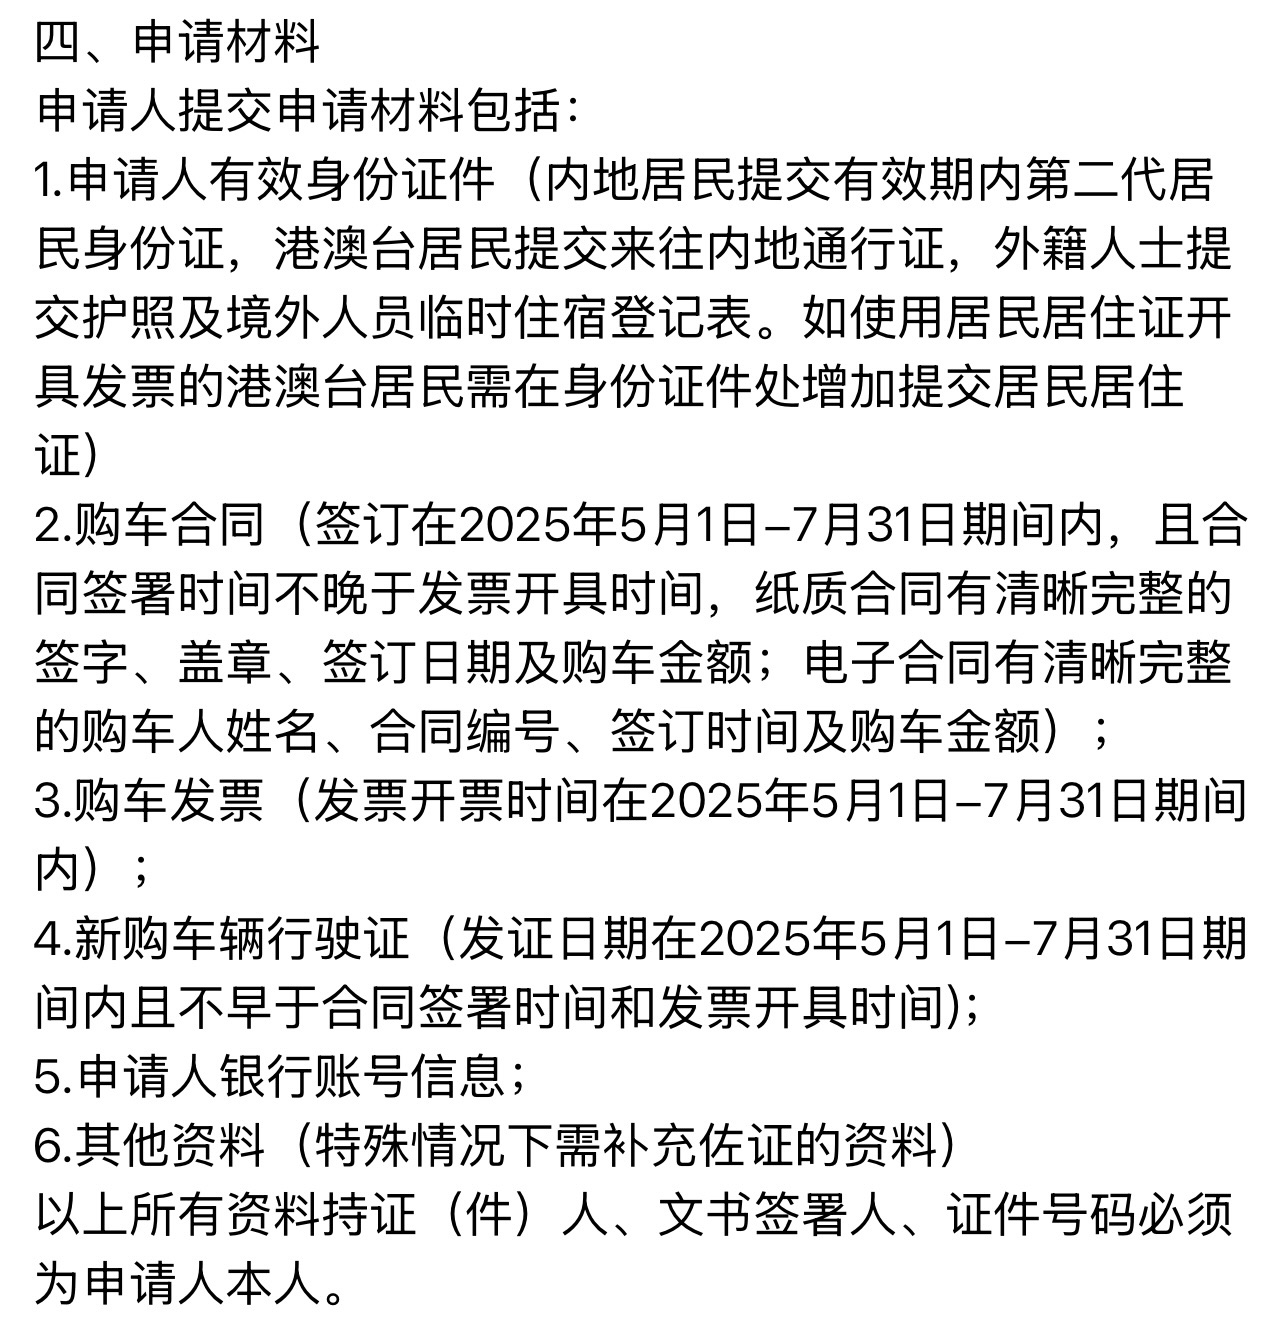 四、申请材料
申请人提交申请材料包括：
1.申请人有效身份证件（内地居民提交有效期内第二代居
民身份证，港澳台居民提交来往内地通行证，外籍人士提
交护照及境外人员临时住宿登记表。如使用居民居住证开
具发票的港澳台居民需在身份证件处增加提交居民居住
证）
2.购车合同（签订在2025年5月1日–7月31日期间内，且合
同签署时间不晚于发票开具时间，纸质合同有清晰完整的
签字、盖章、签订日期及购车金额；电子合同有清晰完整
的购车人姓名、合同编号、签订时间及购车金额）；
3.购车发票（发票开票时间在2025年5月1日–7月31日期间
内）；
4.新购车辆行驶证（发证日期在2025年5月1日–7月31日期
间内且不早于合同签署时间和发票开具时间)；
5.申请人银行账号信息；
6.其他资料（特殊情况下需补充佐证的资料）
以上所有资料持证（件）人、文书签署人、证件号码必须
为申请人本人。